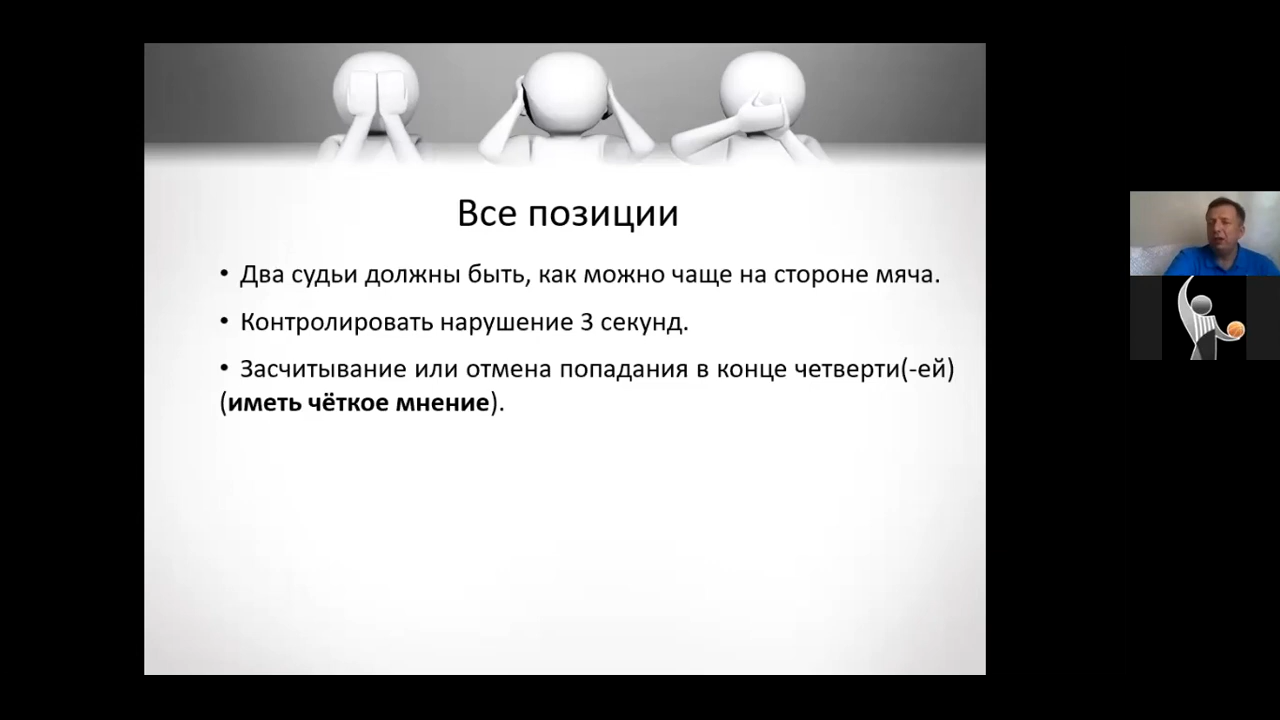 Все позиции
• Два судьи должны быть, как можно чаще на стороне мяча.
• Контролировать нарушение 3 секунд.
• Засчитывание или отмена попадания в конце четверти(-ей)
(иметь чёткое мнение).